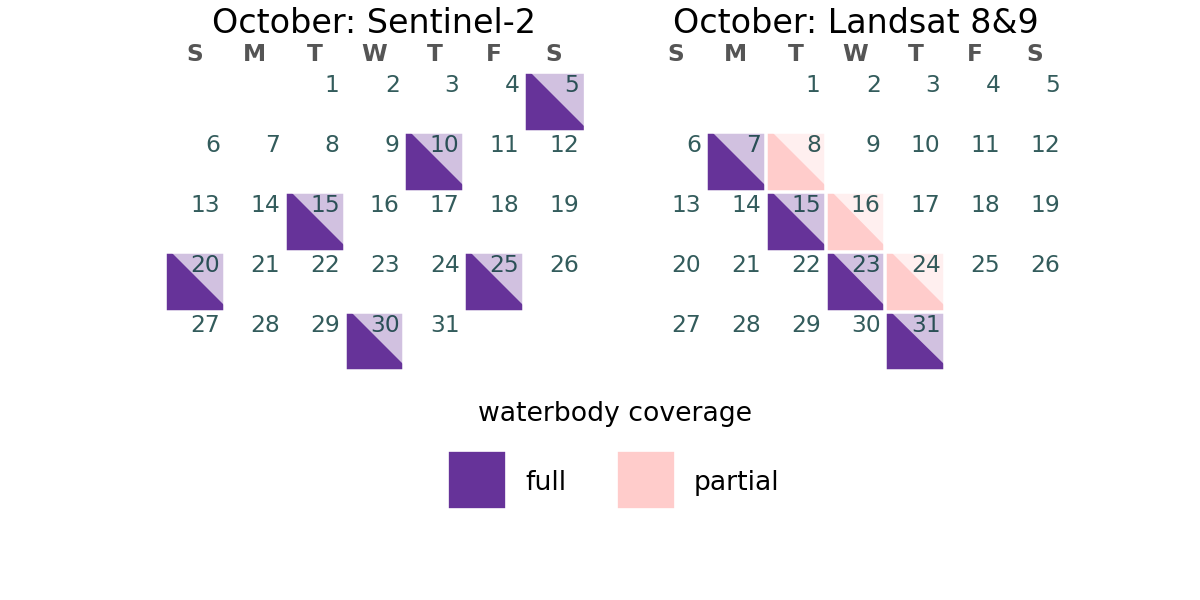 October: Sentinel-2
S M T W T F S
1 2 3 4 5
6 7 8 9 10 11 12
13 14 15 16 17 18 19
20 21 22 23 24 25 26
27 28 29 30 31
October: Landsat 8&9
S M T W T F S
1 2 3 4 5
6 7 8 9 10 11 12
13 14 15 16 17 18 19
20 21 22 23 24 25 26
27 28 29 30 31
waterbody coverage
full
partial